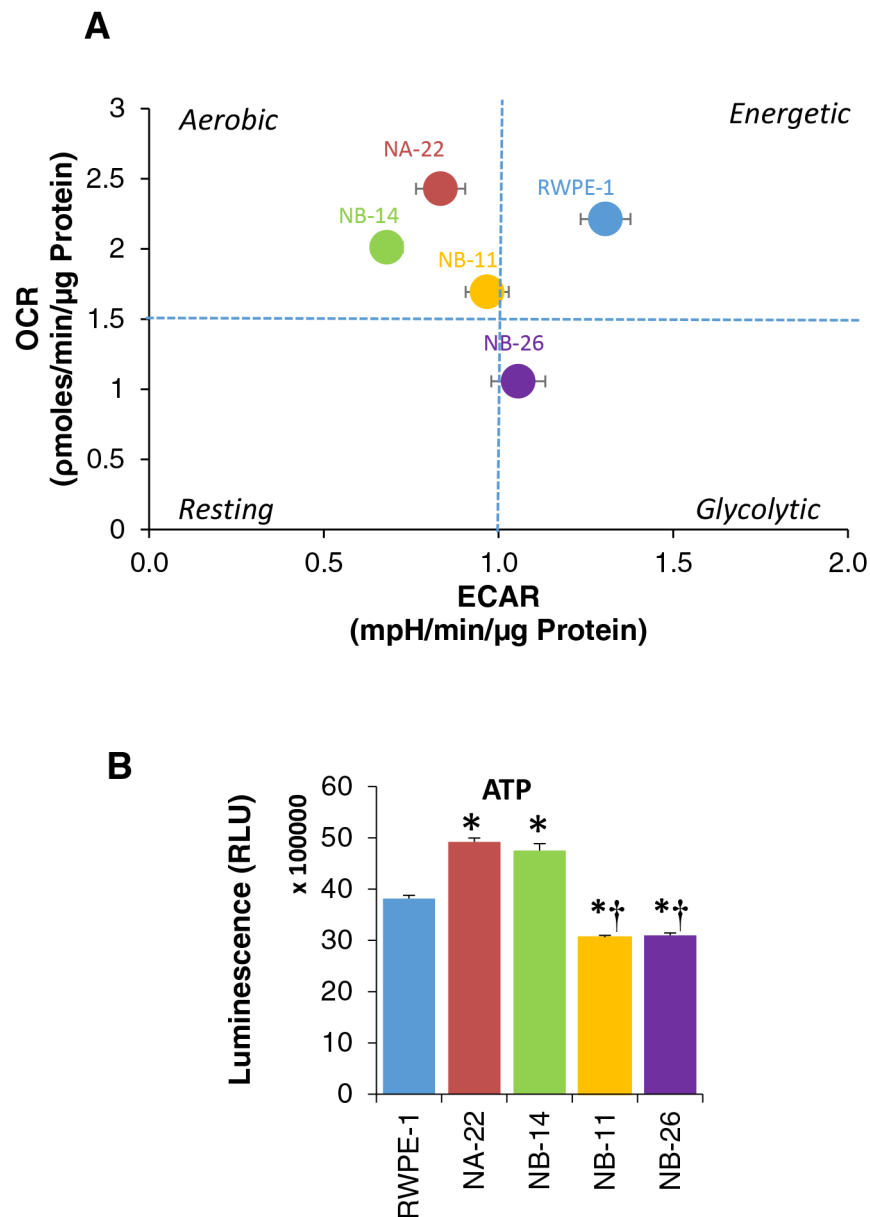 A
3
2.5
2
1.5
1
0.5
0
OCR
(ρmoles/min/µg Protein)
Aerobic
Energetic
NA-22
RWPE-1
NB-14
NB-11
NB-26
Resting
Glycolytic
0.0 0.5 1.0 1.5 2.0
ECAR
(mpH/min/µg Protein)
B
Luminescence (RLU)
x 100000
60
50
40
30
20
10
0
ATP
* * *† *†
RWPE-1
NA-22
NB-14
NB-11
NB-26